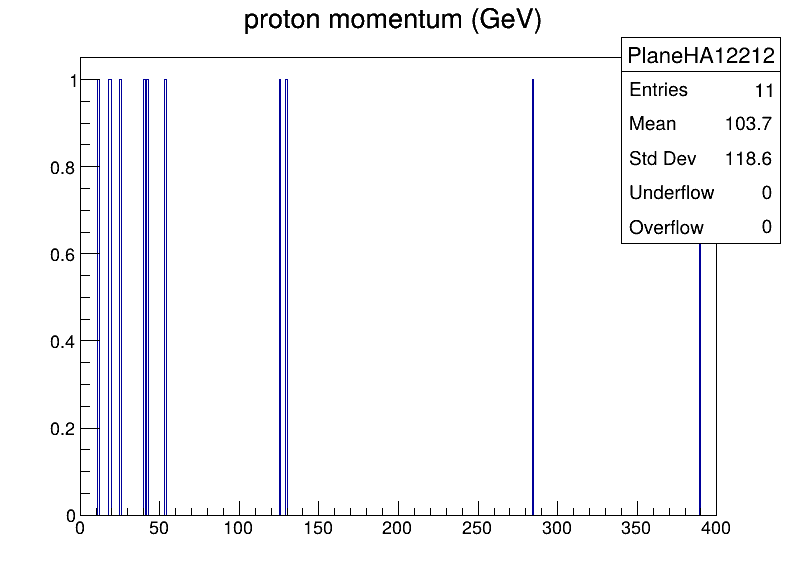 proton momentum (GeV)
PlaneHA12212
Entries 11
Mean 103.7
Std Dev 118.6
Underflow 0
Overflow 0
1
0.8
0.6
0.4
0.2
0
0 50 100 150 200 250 300 350 400